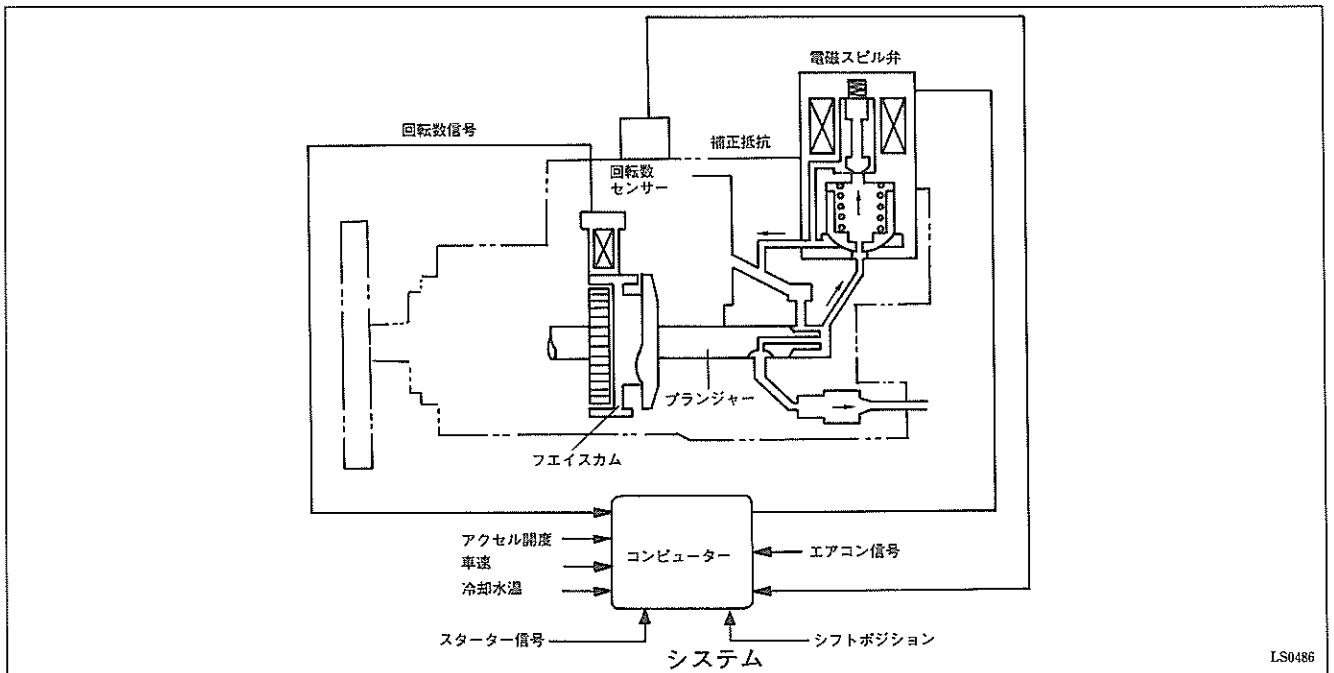 電磁スピル弁
回転数信号
補正抵抗
回転数
センサー
プランジャー
フエイスカム
アクセル開度
車速
冷却水温
コンピューター
エアコン信号
スターター信号
シフトポジション
システム
LS0486